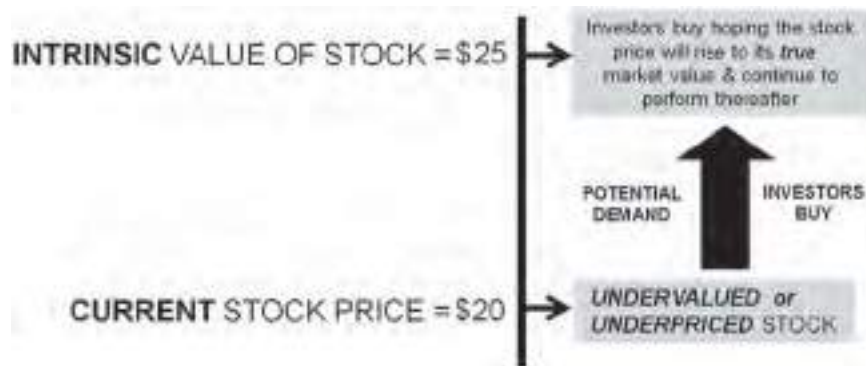 INTRINSIC VALUE OF STOCK = $25
Investors buy hoping the stock
price will rise to its true
market value & continue to
perform thereafter
POTENTIAL
DEMAND
INVESTORS
BUY
CURRENT STOCK PRICE = $20
UNDERVALUED or
UNDERPRICED STOCK